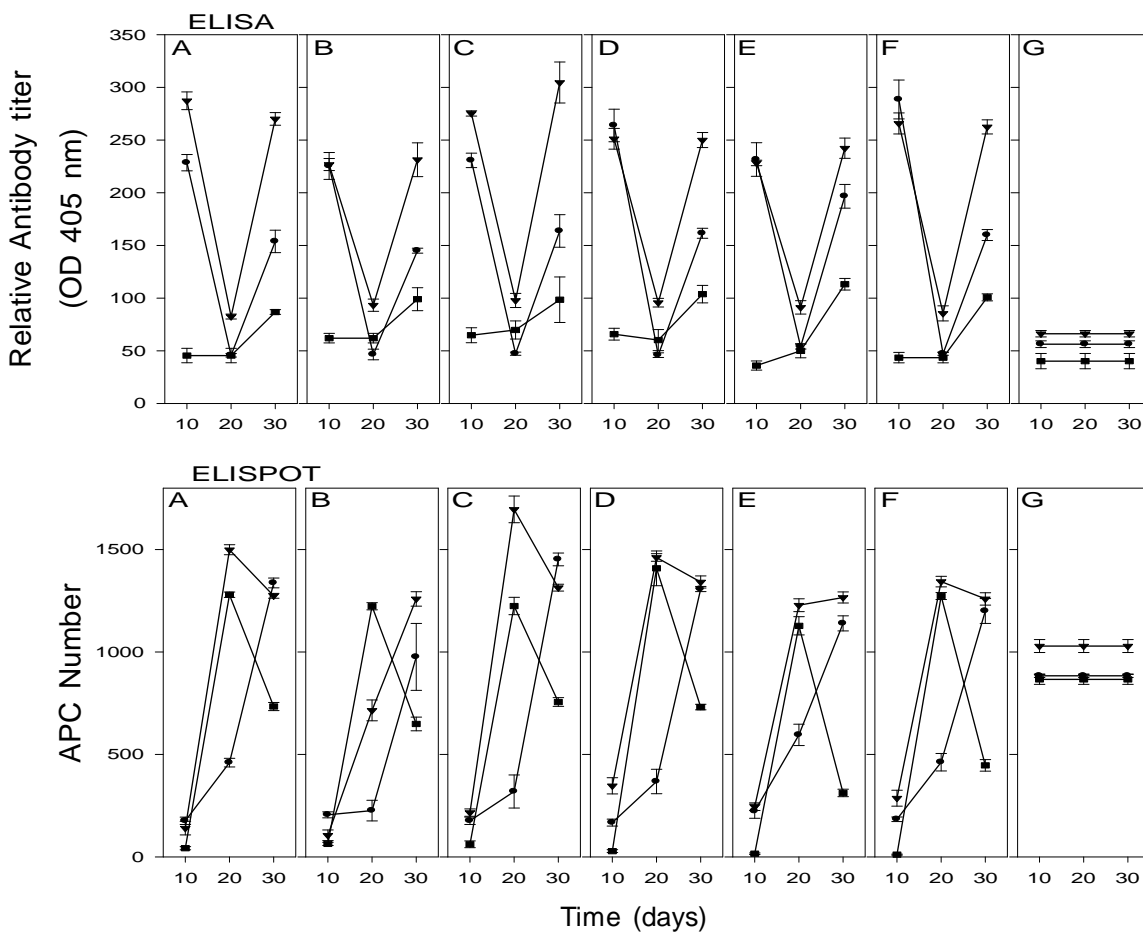 ELISA
A B C D E F G
350
300
250
200
150
100
50
0
Relative Antibody titer
(OD 405 nm)
10 20 30 10 20 30 10 20 30 10 20 30 10 20 30 10 20 30 10 20 30
ELISPOT
A B C D E F G
1500
1000
500
0
APC Number
10 20 30 10 20 30 10 20 30 10 20 30 10 20 30 10 20 30 10 20 30
Time (days)